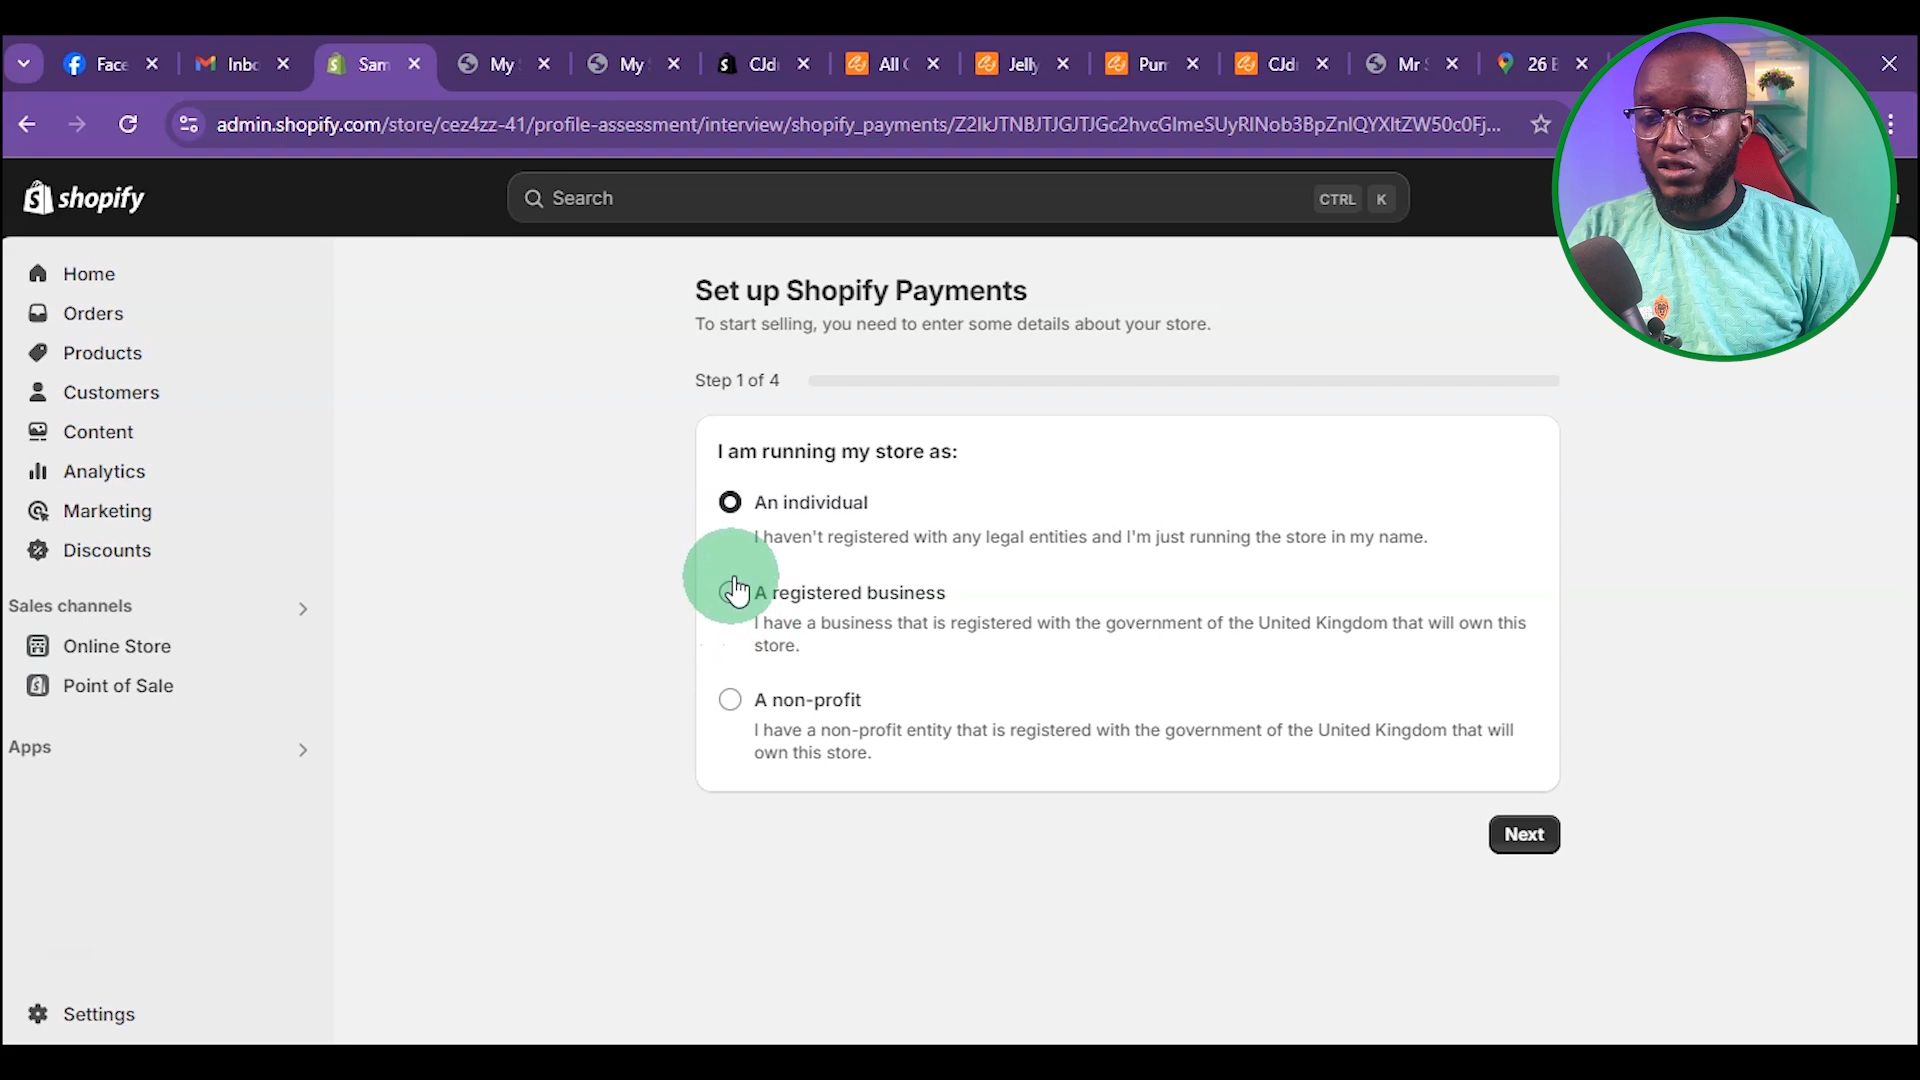 Face
Inbo
Sam
My
My
CJd
All C
Jelly
Pum
CJd
Mr S
26 E
admin.shopify.com/store/cez4zz-41/profile-assessment/interview/shopify_payments/Z2lkJTNBJTJGJTJGc2hvcGlmeSUyRlNob3BpZnlQYXltZW50c0Fj...
shopify
Search
CTRL K
Home
Orders
Products
Customers
Content
Analytics
Marketing
Discounts
Sales channels
Online Store
Point of Sale
Apps
Settings
Set up Shopify Payments
To start selling, you need to enter some details about your store.
Step 1 of 4
I am running my store as:
An individual
I haven't registered with any legal entities and I'm just running the store in my name.
A registered business
I have a business that is registered with the government of the United Kingdom that will own this
store.
A non-profit
I have a non-profit entity that is registered with the government of the United Kingdom that will
own this store.
Next